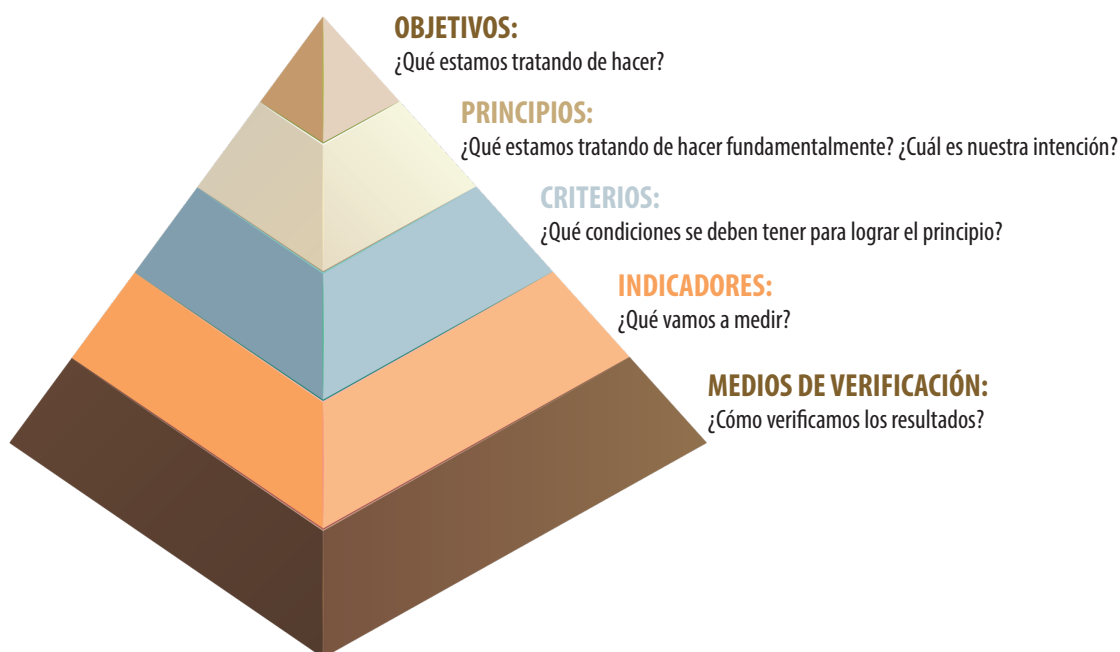 OBJETIVOS:
¿Qué estamos tratando de hacer?
PRINCIPIOS:
¿Qué estamos tratando de hacer fundamentalmente? ¿Cuál es nuestra intención?
CRITERIOS:
¿Qué condiciones se deben tener para lograr el principio?
INDICADORES:
¿Qué vamos a medir?
MEDIOS DE VERIFICACIÓN:
¿Cómo verificamos los resultados?